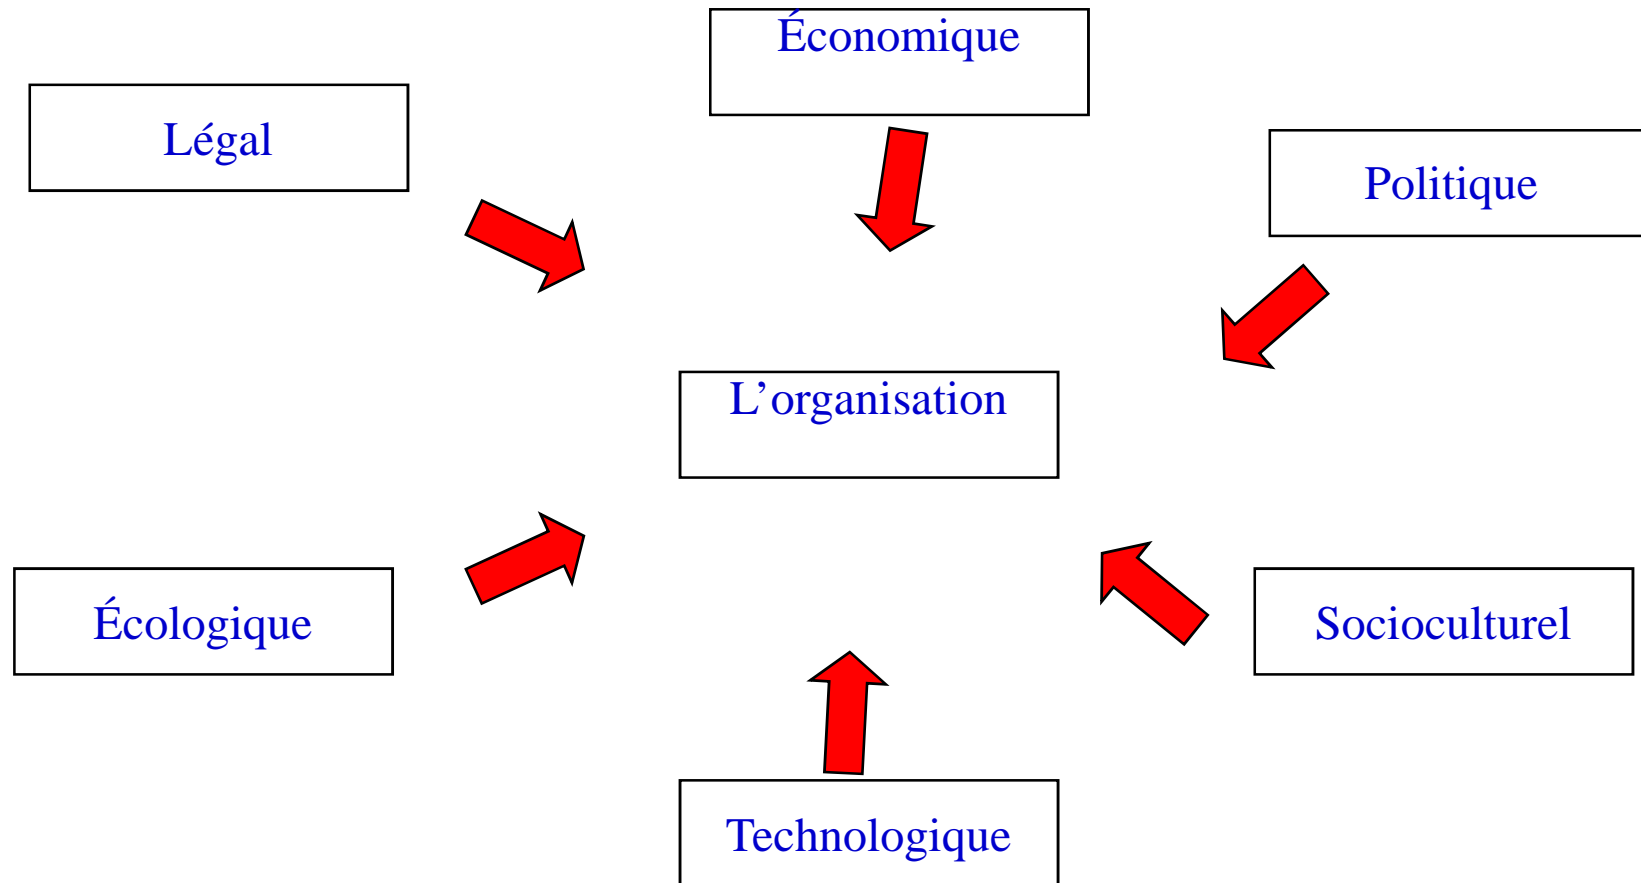 Économique
Légal
Politique
L’organisation
Écologique
Socioculturel
Technologique